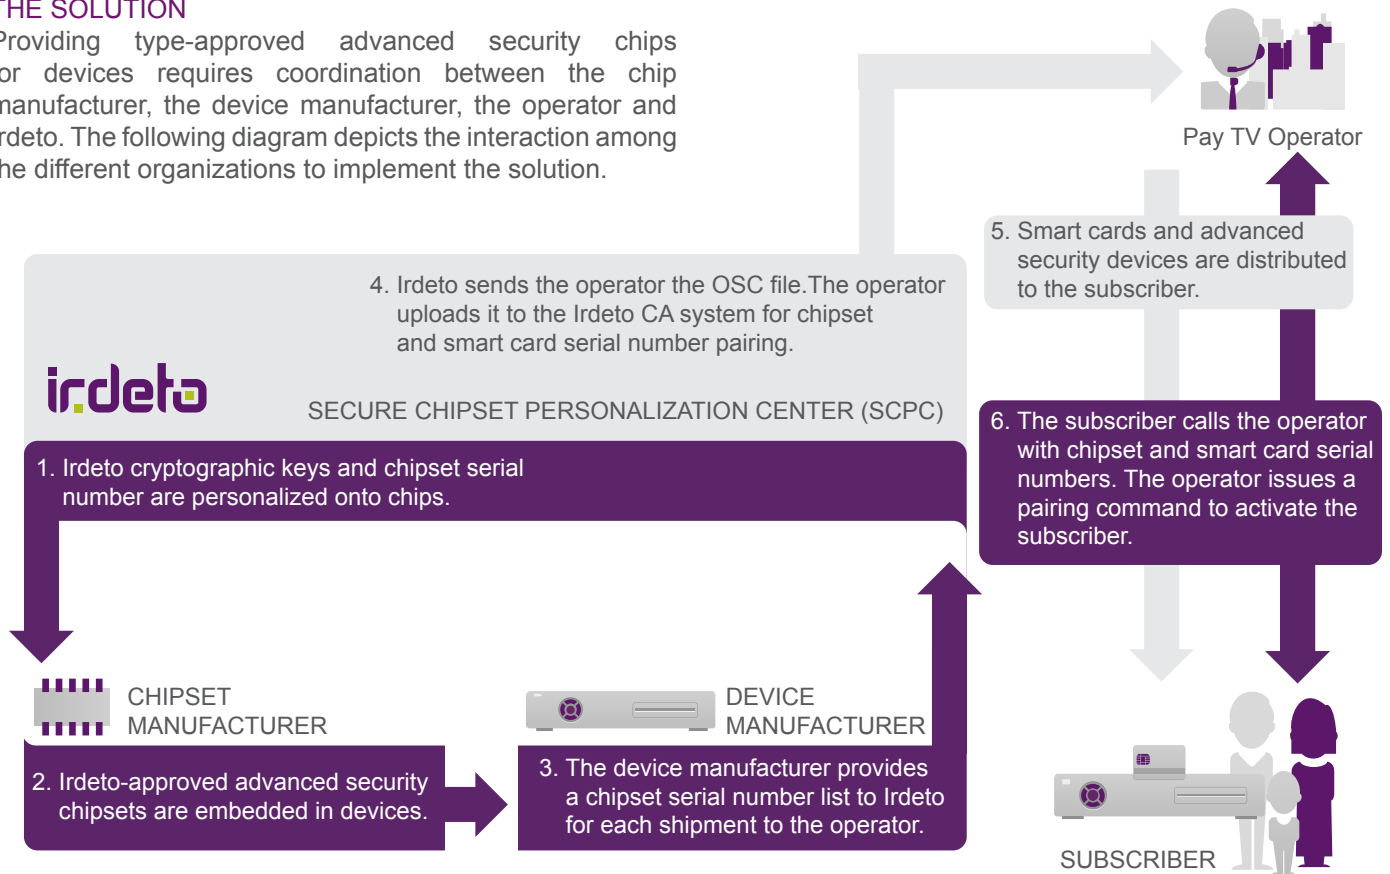 THE SOLUTION
Providing type-approved advanced security chips
for devices requires coordination between the chip
manufacturer, the device manufacturer, the operator and
Irdeto. The following diagram depicts the interaction among
the different organizations to implement the solution.
Pay TV Operator
5. Smart cards and advanced
security devices are distributed
to the subscriber.
4. Irdeto sends the operator the OSC file.The operator
uploads it to the Irdeto CA system for chipset
and smart card serial number pairing.
irdeto
SECURE CHIPSET PERSONALIZATION CENTER (SCPC)
6. The subscriber calls the operator
with chipset and smart card serial
numbers. The operator issues a
pairing command to activate the
subscriber.
1. Irdeto cryptographic keys and chipset serial
number are personalized onto chips.
CHIPSET
MANUFACTURER
DEVICE
MANUFACTURER
2. Irdeto-approved advanced security
chipsets are embedded in devices.
3. The device manufacturer provides
a chipset serial number list to Irdeto
for each shipment to the operator.
SUBSCRIBER